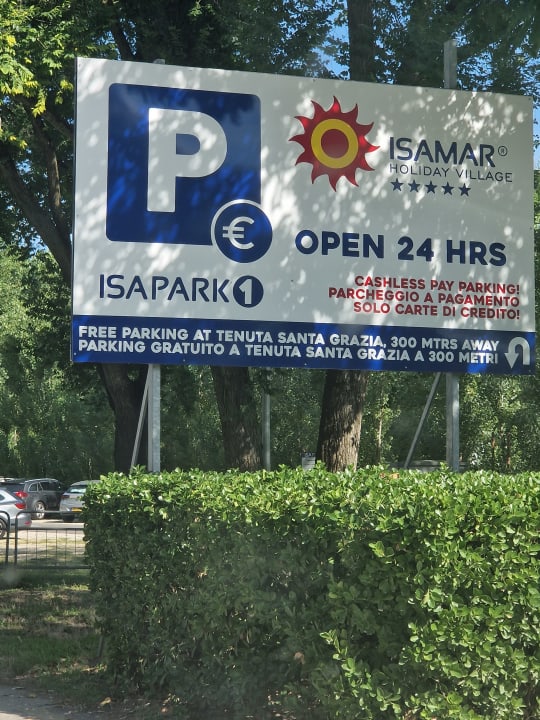 P
€
ISAMAR®
HOLIDAY VILLAGE
OPEN 24 HRS
ISAPARK 1
CASHLESS PAY PARKING!
PARCHEGGIO A PAGAMENTO
SOLO CARTE DI CREDITO!
FREE PARKING AT TENUTA SANTA GRAZIA, 300 MTRS AWAY
PARKING GRATUITO A TENUTA SANTA GRAZIA A 300 METRI